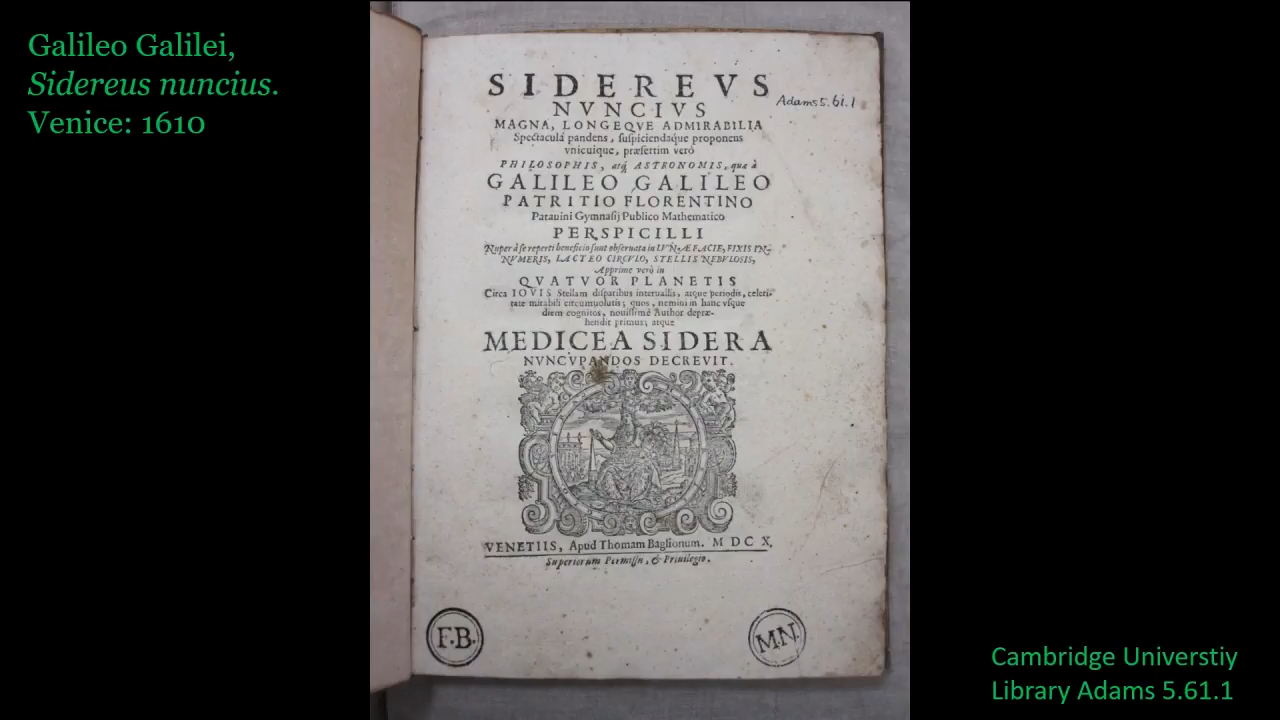 Galileo Galilei,
Sidereus nuncius.
Venice: 1610
SIDEREVS
NVNCIVS
MAGNA, LONGEQVE ADMIRABILIA
Spectacula pandens, suspiciendaque proponens
vnicuique, præsertim verò
PHILOSOPHIS, atq́ ASTRONOMIS, quæ à
GALILEO GALILEO
PATRITIO FLORENTINO
Patauini Gymnasij Publico Mathematico
PERSPICILLI
Nuper à se reperti beneficio sunt obseruata in LVNÆ FACIE, FIXIS IN-
NVMERIS, LACTEO CIRCVLO, STELLIS NEBVLOSIS,
Apprime verò in
QVATVOR PLANETIS
Circa IOVIS Stellam disparibus interuallis, atque periodis, celeri-
tate mirabili circumuolutis; quos, nemini in hanc vsque
diem cognitos, nouissimè Author depræ-
hendit primus; atque
MEDICEA SIDERA
NVNCVPANDOS DECREVIT.
VENETIIS, Apud Thomam Baglionum. M DC X.
Superiorum Permissu, & Priuilegio.
Adams 5.61.1
F.B.
M.N.
Cambridge Universtiy
Library Adams 5.61.1